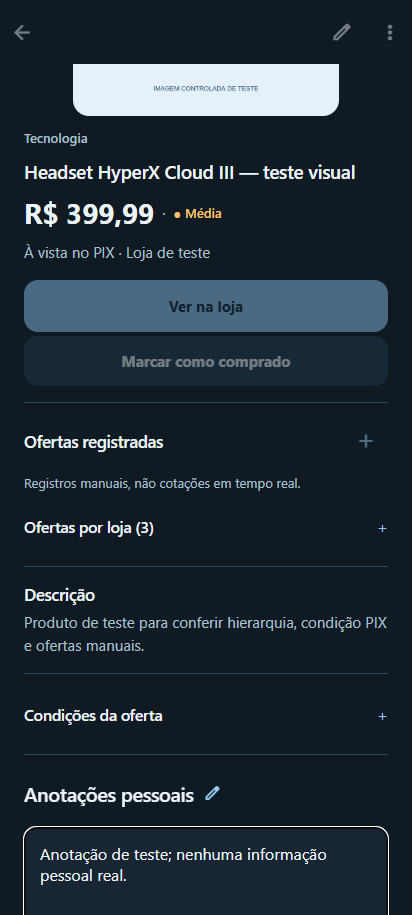 IMAGEM CONTROLADA DE TESTE
Tecnologia
Headset HyperX Cloud III — teste visual
R$ 399,99 · ● Média
À vista no PIX · Loja de teste
Ver na loja
Marcar como comprado
Ofertas registradas +
Registros manuais, não cotações em tempo real.
Ofertas por loja (3) +
Descrição
Produto de teste para conferir hierarquia, condição PIX
e ofertas manuais.
Condições da oferta +
Anotações pessoais
Anotação de teste; nenhuma informação
pessoal real.